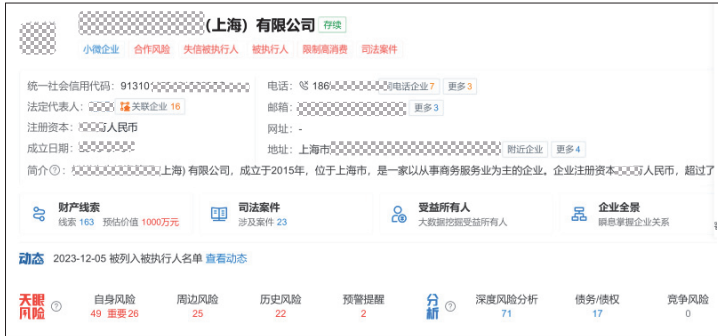 (上海) 有限公司 存续
小微企业 合作风险 失信被执行人 被执行人 限制高消费 司法案件
统一社会信用代码: 91310
电话: 186 电话企业7 更多3
法定代表人: 关联企业 16
邮箱: 更多3
注册资本: 人民币
网址: -
成立日期:
地址: 上海市 附近企业 更多4
简介: 上海) 有限公司，成立于2015年，位于上海市，是一家以从事商务服务业为主的企业。企业注册资本 人民币，超过了
财产线索 司法案件 受益所有人 企业全景
线索 163 预估价值 1000万元 涉及案件 23 大数据挖掘受益所有人 瞬息掌握企业关系
动态 2023-12-05 被列入被执行人名单 查看动态
天眼风险 自身风险 周边风险 历史风险 预警提醒 分析 深度风险分析 债务/债权 竞争风险
49 重要26 25 22 2 71 17 0